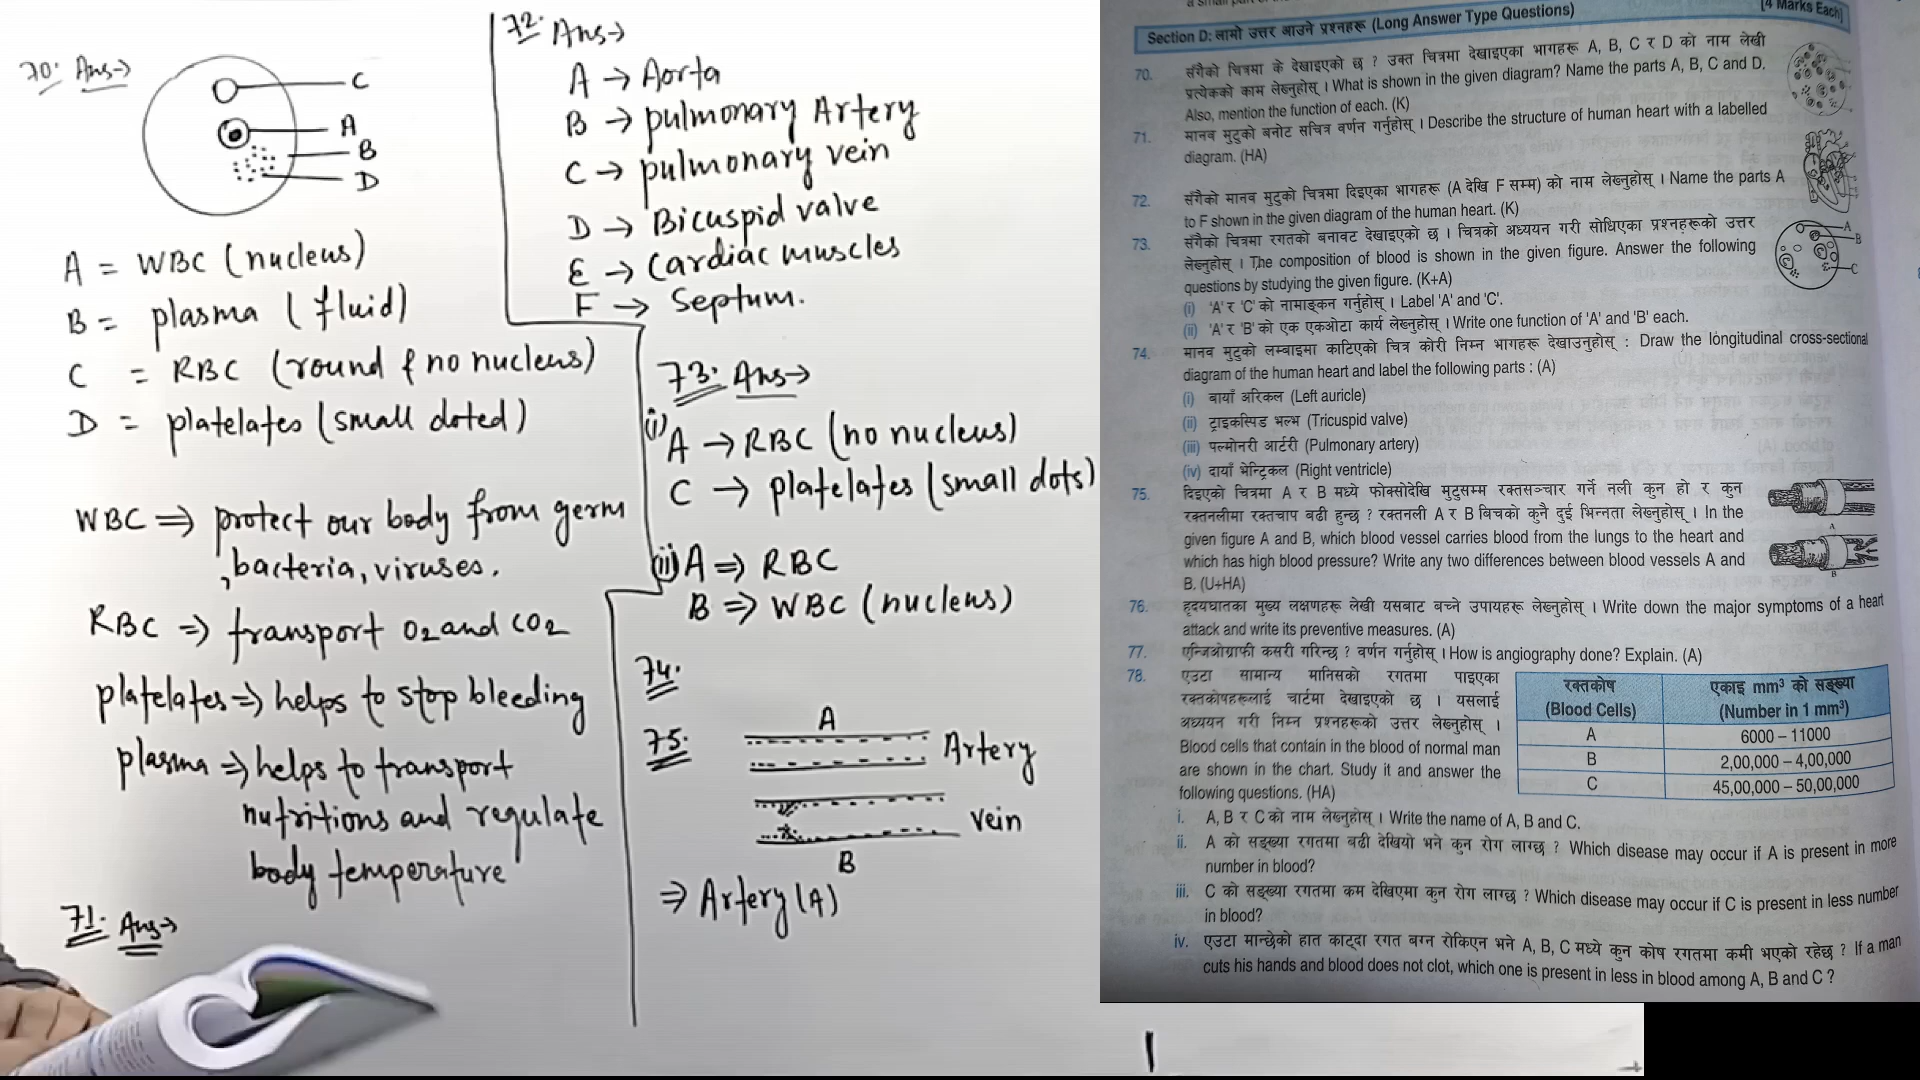 70. Ans→
C
A
B
D
A = WBC (nucleus)
B = plasma (fluid)
C = RBC (round & no nucleus)
D = platelates (small doted)
WBC ⇒ protect our body from germ
, bacteria, viruses.
RBC ⇒ transport O2 and CO2
platelates ⇒ helps to stop bleeding
plasma ⇒ helps to transport
nutritions and regulate
body temperature
71. Ans→
72. Ans→
A → Aorta
B → pulmonary Artery
C → pulmonary vein
D → Bicuspid valve
E → Cardiac muscles
F → Septum.
73. Ans→
(i) A → RBC (no nucleus)
C → platelates (small dots)
(ii) A ⇒ RBC
B ⇒ WBC (nucleus)
74.
75.
A
Artery
vein
B
⇒ Artery (A)
Section D: लामो उत्तर आउने प्रश्नहरू (Long Answer Type Questions) [4 Marks Each]
70. सँगैको चित्रमा के देखाइएको छ ? उक्त चित्रमा देखाइएका भागहरू A, B, C र D को नाम लेखी
प्रत्येकको काम लेख्नुहोस् । What is shown in the given diagram? Name the parts A, B, C and D.
Also, mention the function of each. (K)
71. मानव मुटुको बनोट सचित्र वर्णन गर्नुहोस् । Describe the structure of human heart with a labelled
diagram. (HA)
72. सँगैको मानव मुटुको चित्रमा दिइएका भागहरू (A देखि F सम्म) को नाम लेख्नुहोस् । Name the parts A
to F shown in the given diagram of the human heart. (K)
73. सँगैको चित्रमा रगतको बनावट देखाइएको छ । चित्रको अध्ययन गरी सोधिएका प्रश्नहरूको उत्तर
लेख्नुहोस् । The composition of blood is shown in the given figure. Answer the following
questions by studying the given figure. (K+A)
A
B
C
(i) 'A' र 'C' को नामाङ्कन गर्नुहोस् । Label 'A' and 'C'.
(ii) 'A' र 'B' को एक एकओटा कार्य लेख्नुहोस् । Write one function of 'A' and 'B' each.
74. मानव मुटुको लम्बाइमा काटिएको चित्र कोरी निम्न भागहरू देखाउनुहोस् : Draw the longitudinal cross-sectional
diagram of the human heart and label the following parts : (A)
(i) बायाँ अरिकल (Left auricle)
(ii) ट्राइकस्पिड भल्भ (Tricuspid valve)
(iii) पल्मोनरी आर्टरी (Pulmonary artery)
(iv) दायाँ भेन्ट्रिकल (Right ventricle)
75. दिइएको चित्रमा A र B मध्ये फोक्सोदेखि मुटुसम्म रक्तसञ्चार गर्ने नली कुन हो र कुन
रक्तनलीमा रक्तचाप बढी हुन्छ ? रक्तनली A र B बिचको कुनै दुई भिन्नता लेख्नुहोस् । In the
given figure A and B, which blood vessel carries blood from the lungs to the heart and
which has high blood pressure? Write any two differences between blood vessels A and
B. (U+HA)
A
B
76. हृदयघातका मुख्य लक्षणहरू लेखी यसबाट बच्ने उपायहरू लेख्नुहोस् । Write down the major symptoms of a heart
attack and write its preventive measures. (A)
77. एन्जिओग्राफी कसरी गरिन्छ ? वर्णन गर्नुहोस् । How is angiography done? Explain. (A)
78. एउटा सामान्य मानिसको रगतमा पाइएका
रक्तकोषहरूलाई चार्टमा देखाइएको छ । यसलाई
अध्ययन गरी निम्न प्रश्नहरूको उत्तर लेख्नुहोस् ।
Blood cells that contain in the blood of normal man
are shown in the chart. Study it and answer the
following questions. (HA)
रक्तकोष (Blood Cells) एकाइ mm³ को सङ्ख्या (Number in 1 mm³)
A 6000 – 11000
B 2,00,000 – 4,00,000
C 45,00,000 – 50,00,000
i. A, B र C को नाम लेख्नुहोस् । Write the name of A, B and C.
ii. A को सङ्ख्या रगतमा बढी देखियो भने कुन रोग लाग्छ ? Which disease may occur if A is present in more
number in blood?
iii. C को सङ्ख्या रगतमा कम देखिएमा कुन रोग लाग्छ ? Which disease may occur if C is present in less number
in blood?
iv. एउटा मान्छेको हात काट्दा रगत बग्न रोकिएन भने A, B, C मध्ये कुन कोष रगतमा कमी भएको रहेछ ? If a man
cuts his hands and blood does not clot, which one is present in less in blood among A, B and C ?